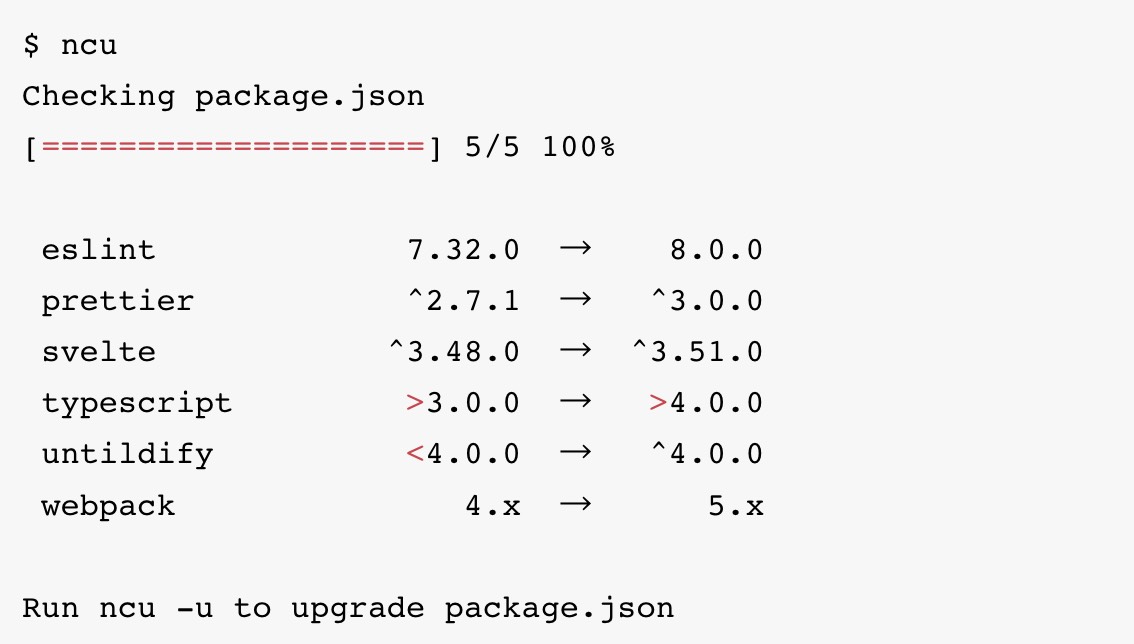 $ ncu
Checking package.json
[====================] 5/5 100%
eslint 7.32.0 → 8.0.0
prettier ^2.7.1 → ^3.0.0
svelte ^3.48.0 → ^3.51.0
typescript >3.0.0 → >4.0.0
untildify <4.0.0 → ^4.0.0
webpack 4.x → 5.x
Run ncu -u to upgrade package.json